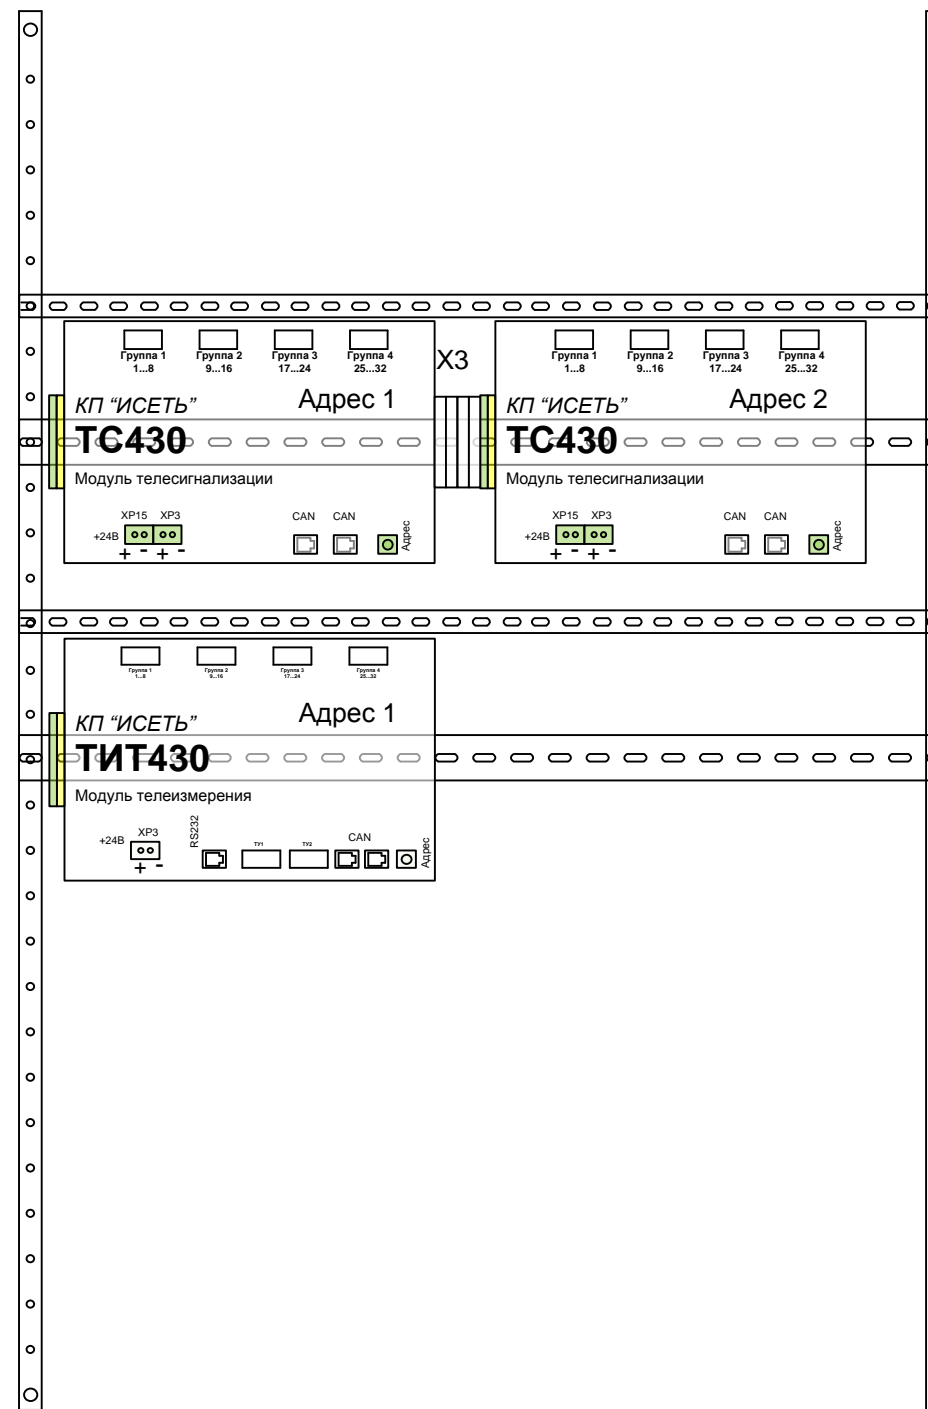 Группа 1 Группа 2 Группа 3 Группа 4
1...8 9...16 17...24 25...32
КП “ИСЕТЬ” Адрес 1
ТС430
Модуль телесигнализации
XP15 XP3 CAN CAN
+24В Адрес
+ - + -
X3
Группа 1 Группа 2 Группа 3 Группа 4
1...8 9...16 17...24 25...32
КП “ИСЕТЬ” Адрес 2
ТС430
Модуль телесигнализации
XP15 XP3 CAN CAN
+24В Адрес
+ - + -
Группа 1 Группа 2 Группа 3 Группа 4
1...8 9...16 17...24 25...32
КП “ИСЕТЬ” Адрес 1
ТИТ430
Модуль телеизмерения
+24В XP3 RS232 ТУ1 ТУ2 CAN Адрес
+ -